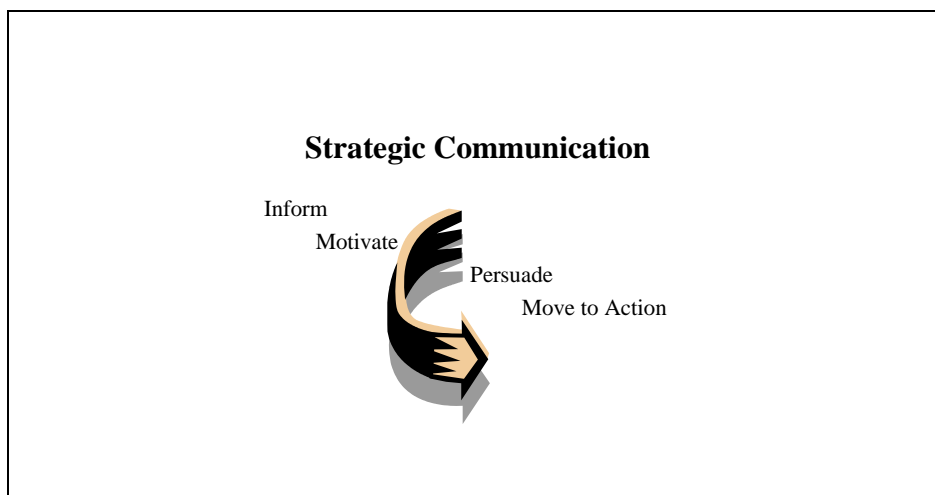 Strategic Communication
Inform
Motivate
Persuade
Move to Action